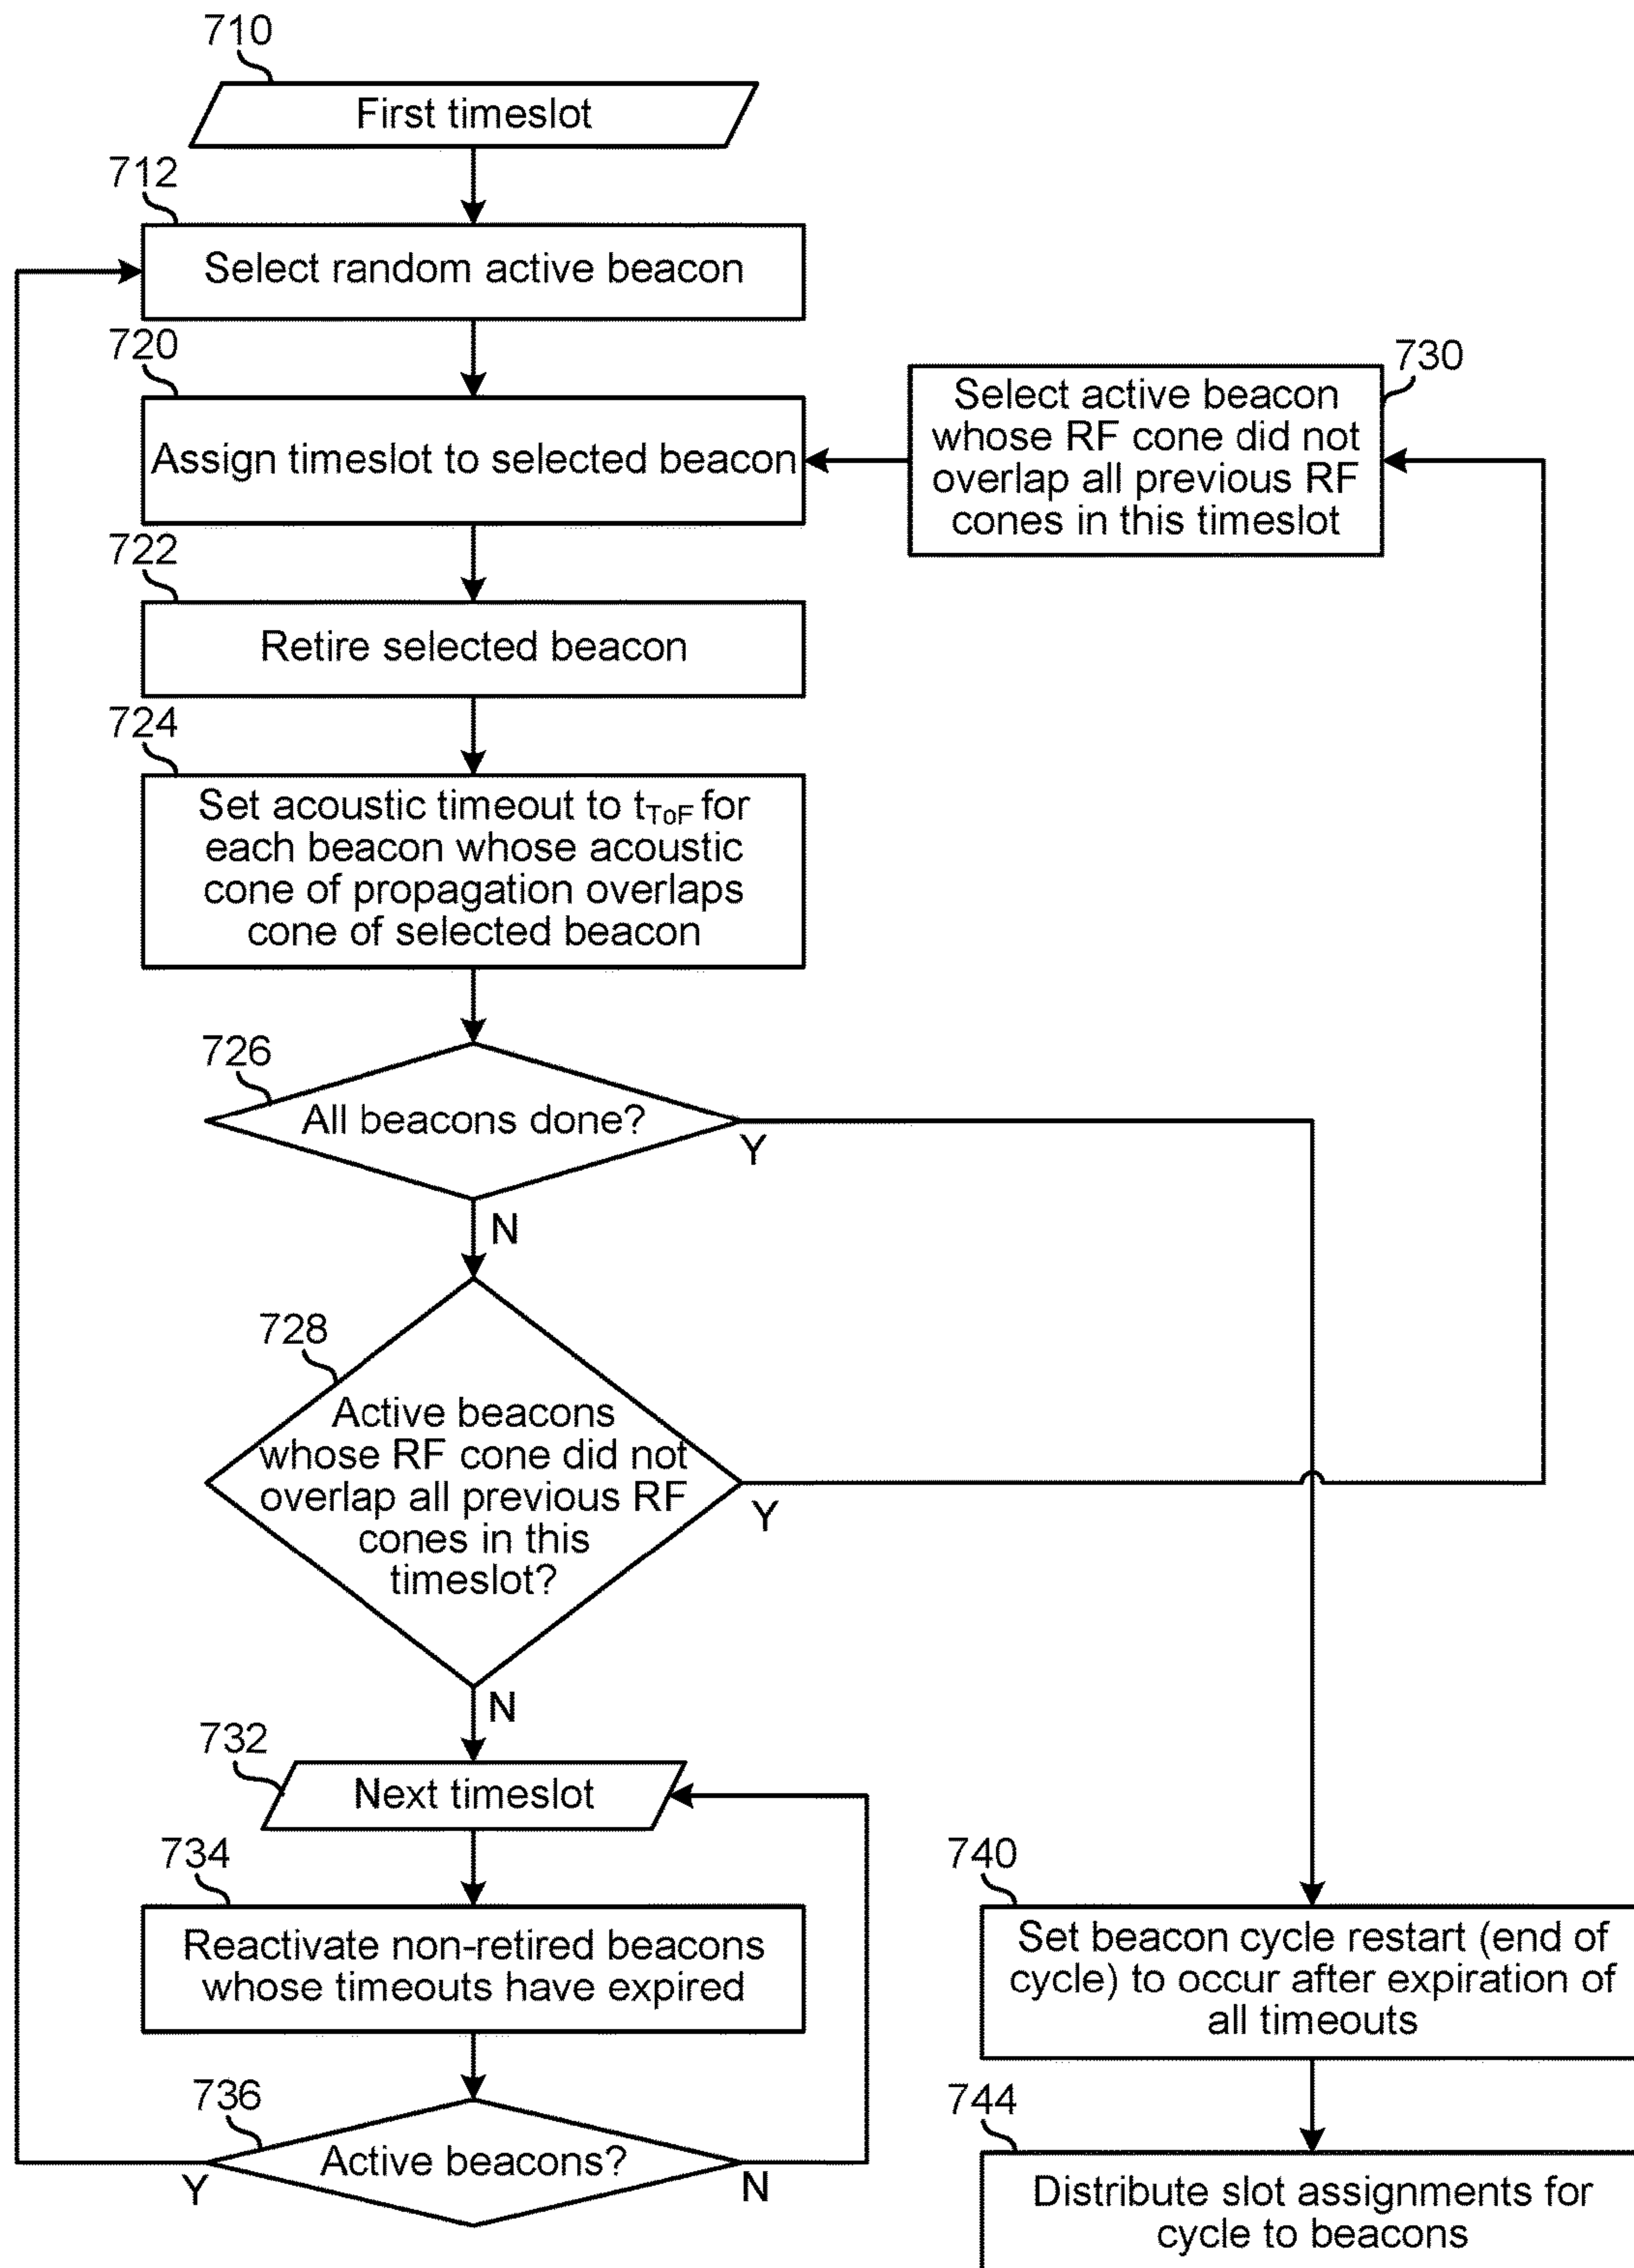 710
First timeslot
712
Select random active beacon
720
Assign timeslot to selected beacon
730
Select active beacon
whose RF cone did not
overlap all previous RF
cones in this timeslot
722
Retire selected beacon
724
Set acoustic timeout to tToF for
each beacon whose acoustic
cone of propagation overlaps
cone of selected beacon
726
All beacons done?
Y
N
728
Active beacons
whose RF cone did not
overlap all previous RF
cones in this
timeslot?
Y
N
732
Next timeslot
734
Reactivate non-retired beacons
whose timeouts have expired
736
Active beacons?
Y
N
740
Set beacon cycle restart (end of
cycle) to occur after expiration of
all timeouts
744
Distribute slot assignments for
cycle to beacons